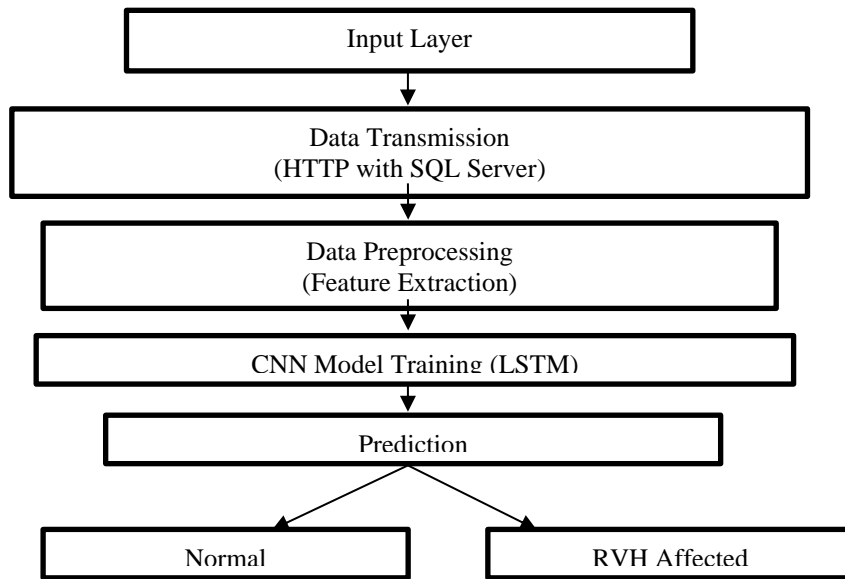 Input Layer
Data Transmission
(HTTP with SQL Server)
Data Preprocessing
(Feature Extraction)
CNN Model Training (LSTM)
Prediction
Normal
RVH Affected